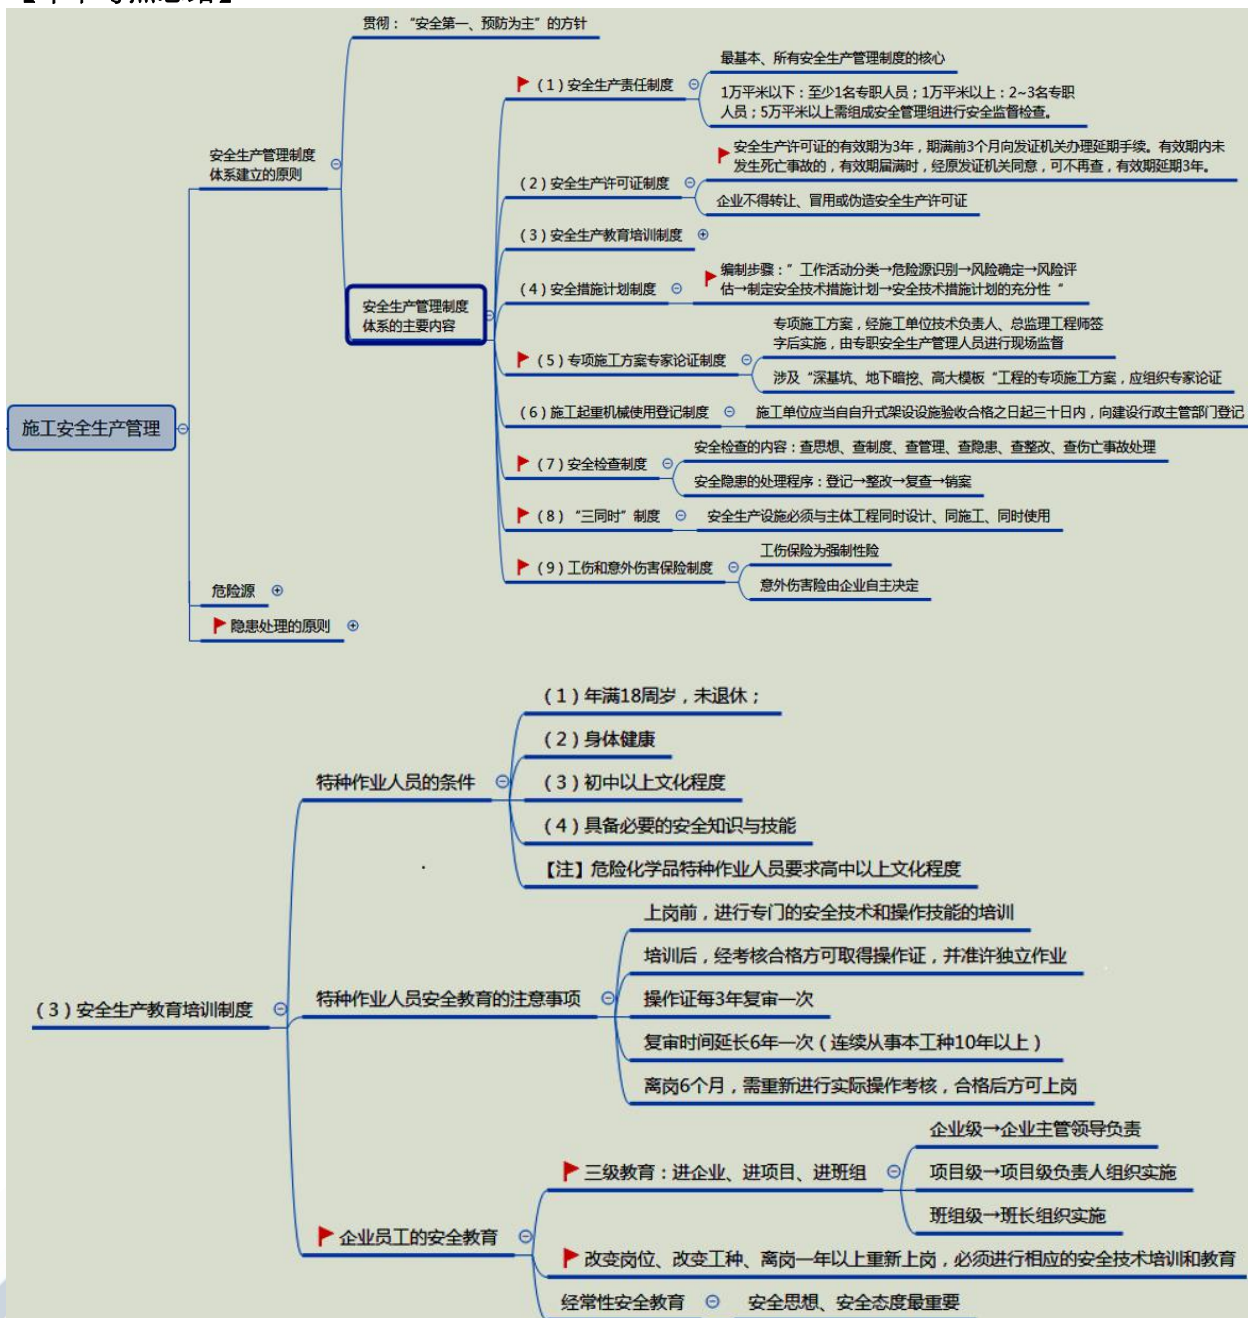 施工安全生产管理
安全生产管理制度
体系建立的原则
贯彻：“安全第一、预防为主”的方针
安全生产管理制度
体系的主要内容
（1）安全生产责任制度
最基本、所有安全生产管理制度的核心
1万平米以下：至少1名专职人员；1万平米以上：2~3名专职
人员；5万平米以上需组成安全管理组进行安全监督检查。
（2）安全生产许可证制度
安全生产许可证的有效期为3年，期满前3个月向发证机关办理延期手续。有效期内未
发生死亡事故的，有效期届满时，经原发证机关同意，可不再查，有效期延期3年。
企业不得转让、冒用或伪造安全生产许可证
（3）安全生产教育培训制度
（4）安全措施计划制度
编制步骤：”工作活动分类→危险源识别→风险确定→风险评
估→制定安全技术措施计划→安全技术措施计划的充分性“
（5）专项施工方案专家论证制度
专项施工方案，经施工单位技术负责人、总监理工程师签
字后实施，由专职安全生产管理人员进行现场监督
涉及“深基坑、地下暗挖、高大模板“工程的专项施工方案，应组织专家论证
（6）施工起重机械使用登记制度
施工单位应当自自升式架设设施验收合格之日起三十日内，向建设行政主管部门登记
（7）安全检查制度
安全检查的内容：查思想、查制度、查管理、查隐患、查整改、查伤亡事故处理
安全隐患的处理程序：登记→整改→复查→销案
（8）“三同时”制度
安全生产设施必须与主体工程同时设计、同施工、同时使用
（9）工伤和意外伤害保险制度
工伤保险为强制性险
意外伤害险由企业自主决定
危险源
隐患处理的原则
（3）安全生产教育培训制度
特种作业人员的条件
（1）年满18周岁，未退休；
（2）身体健康
（3）初中以上文化程度
（4）具备必要的安全知识与技能
【注】危险化学品特种作业人员要求高中以上文化程度
特种作业人员安全教育的注意事项
上岗前，进行专门的安全技术和操作技能的培训
培训后，经考核合格方可取得操作证，并准许独立作业
操作证每3年复审一次
复审时间延长6年一次（连续从事本工种10年以上）
离岗6个月，需重新进行实际操作考核，合格后方可上岗
企业员工的安全教育
三级教育：进企业、进项目、进班组
企业级→企业主管领导负责
项目级→项目级负责人组织实施
班组级→班长组织实施
改变岗位、改变工种、离岗一年以上重新上岗，必须进行相应的安全技术培训和教育
经常性安全教育
安全思想、安全态度最重要